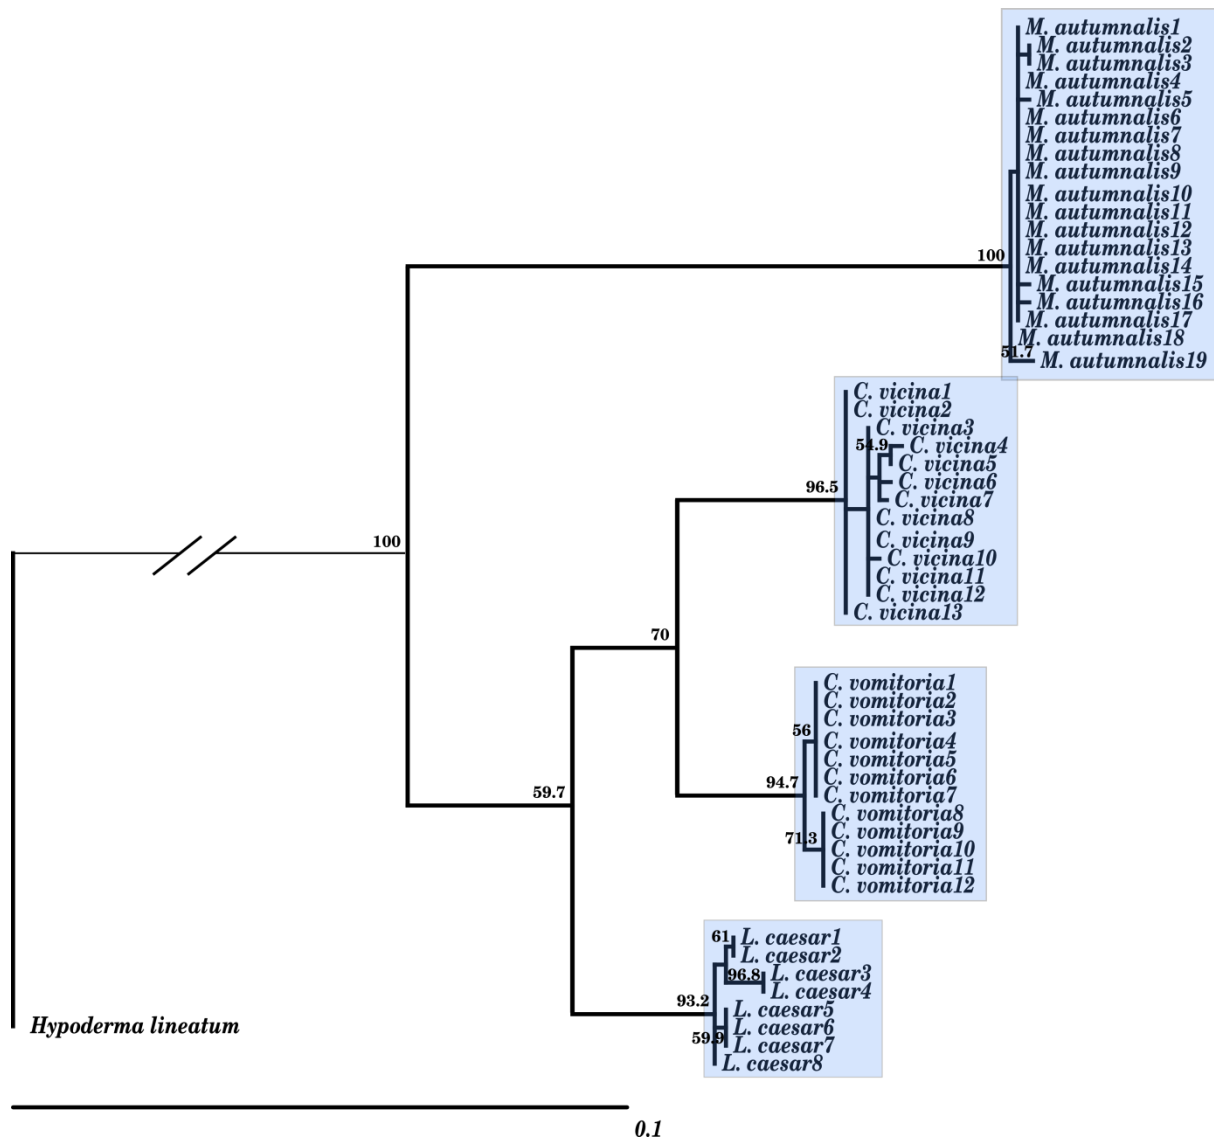 M. autumnalis1
M. autumnalis2
M. autumnalis3
M. autumnalis4
M. autumnalis5
M. autumnalis6
M. autumnalis7
M. autumnalis8
M. autumnalis9
M. autumnalis10
M. autumnalis11
M. autumnalis12
M. autumnalis13
100
M. autumnalis14
M. autumnalis15
M. autumnalis16
M. autumnalis17
M. autumnalis18
51.7
M. autumnalis19
C. vicina1
C. vicina2
C. vicina3
54.9
C. vicina4
C. vicina5
C. vicina6
96.5
C. vicina7
C. vicina8
C. vicina9
100
C. vicina10
C. vicina11
C. vicina12
C. vicina13
70
C. vomitoria1
C. vomitoria2
C. vomitoria3
56
C. vomitoria4
C. vomitoria5
C. vomitoria6
94.7
59.7
C. vomitoria7
C. vomitoria8
C. vomitoria9
71.3
C. vomitoria10
C. vomitoria11
C. vomitoria12
61
L. caesar1
L. caesar2
96.8
L. caesar3
L. caesar4
93.2
L. caesar5
L. caesar6
59.9
L. caesar7
L. caesar8
Hypoderma lineatum
0.1